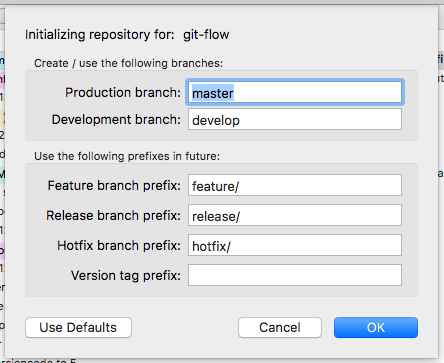 Initializing repository for: git-flow
Create / use the following branches:
Production branch: master
Development branch: develop
Use the following prefixes in future:
Feature branch prefix: feature/
Release branch prefix: release/
Hotfix branch prefix: hotfix/
Version tag prefix:
Use Defaults Cancel OK